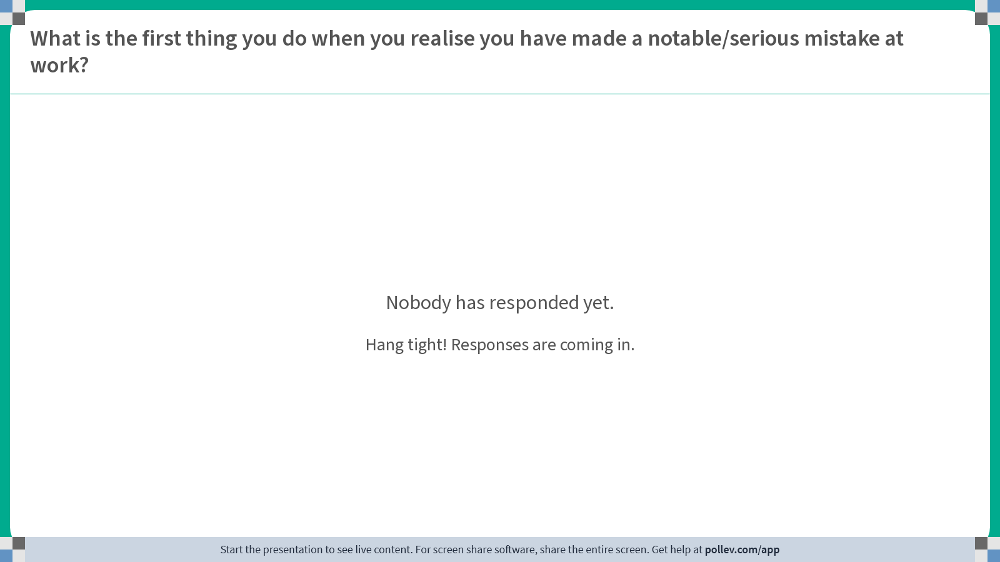 What is the first thing you do when you realise you have made a notable/serious mistake at
work?
Nobody has responded yet.
Hang tight! Responses are coming in.
Start the presentation to see live content. For screen share software, share the entire screen. Get help at pollev.com/app